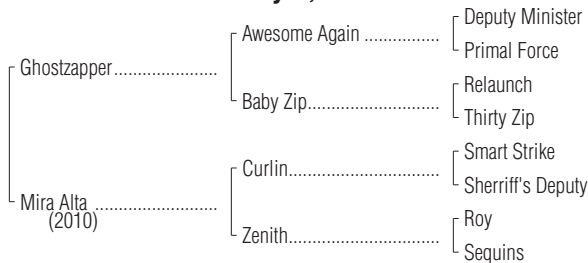 Deputy Minister
Awesome Again ................
Primal Force
Ghostzapper......................
Relaunch
Baby Zip............................
Thirty Zip
Smart Strike
Curlin................................
Sherriff's Deputy
Mira Alta ..........................
(2010)
Roy
Zenith................................
Sequins